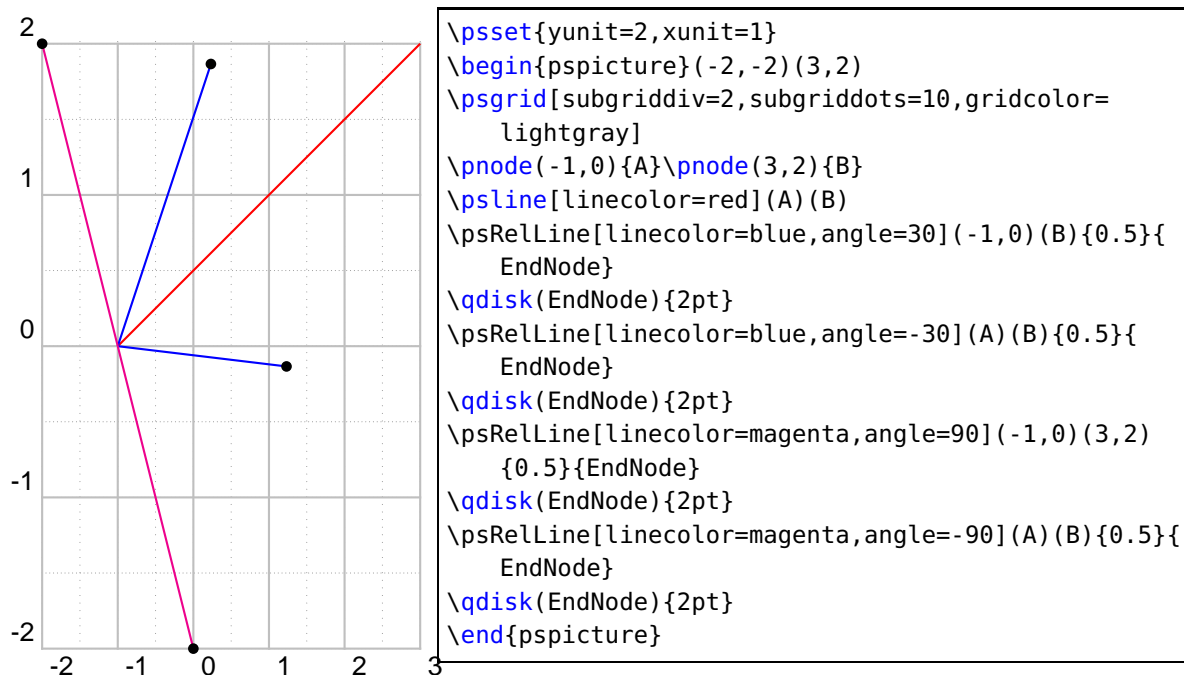 2
1
0
-1
-2
-2 -1 0 1 2 3
\psset{yunit=2,xunit=1}
\begin{pspicture}(-2,-2)(3,2)
\psgrid[subgriddiv=2,subgriddots=10,gridcolor=
lightgray]
\pnode(-1,0){A}\pnode(3,2){B}
\psline[linecolor=red](A)(B)
\psRelLine[linecolor=blue,angle=30](-1,0)(B){0.5}{
EndNode}
\qdisk(EndNode){2pt}
\psRelLine[linecolor=blue,angle=-30](A)(B){0.5}{
EndNode}
\qdisk(EndNode){2pt}
\psRelLine[linecolor=magenta,angle=90](-1,0)(3,2)
{0.5}{EndNode}
\qdisk(EndNode){2pt}
\psRelLine[linecolor=magenta,angle=-90](A)(B){0.5}{
EndNode}
\qdisk(EndNode){2pt}
\end{pspicture}